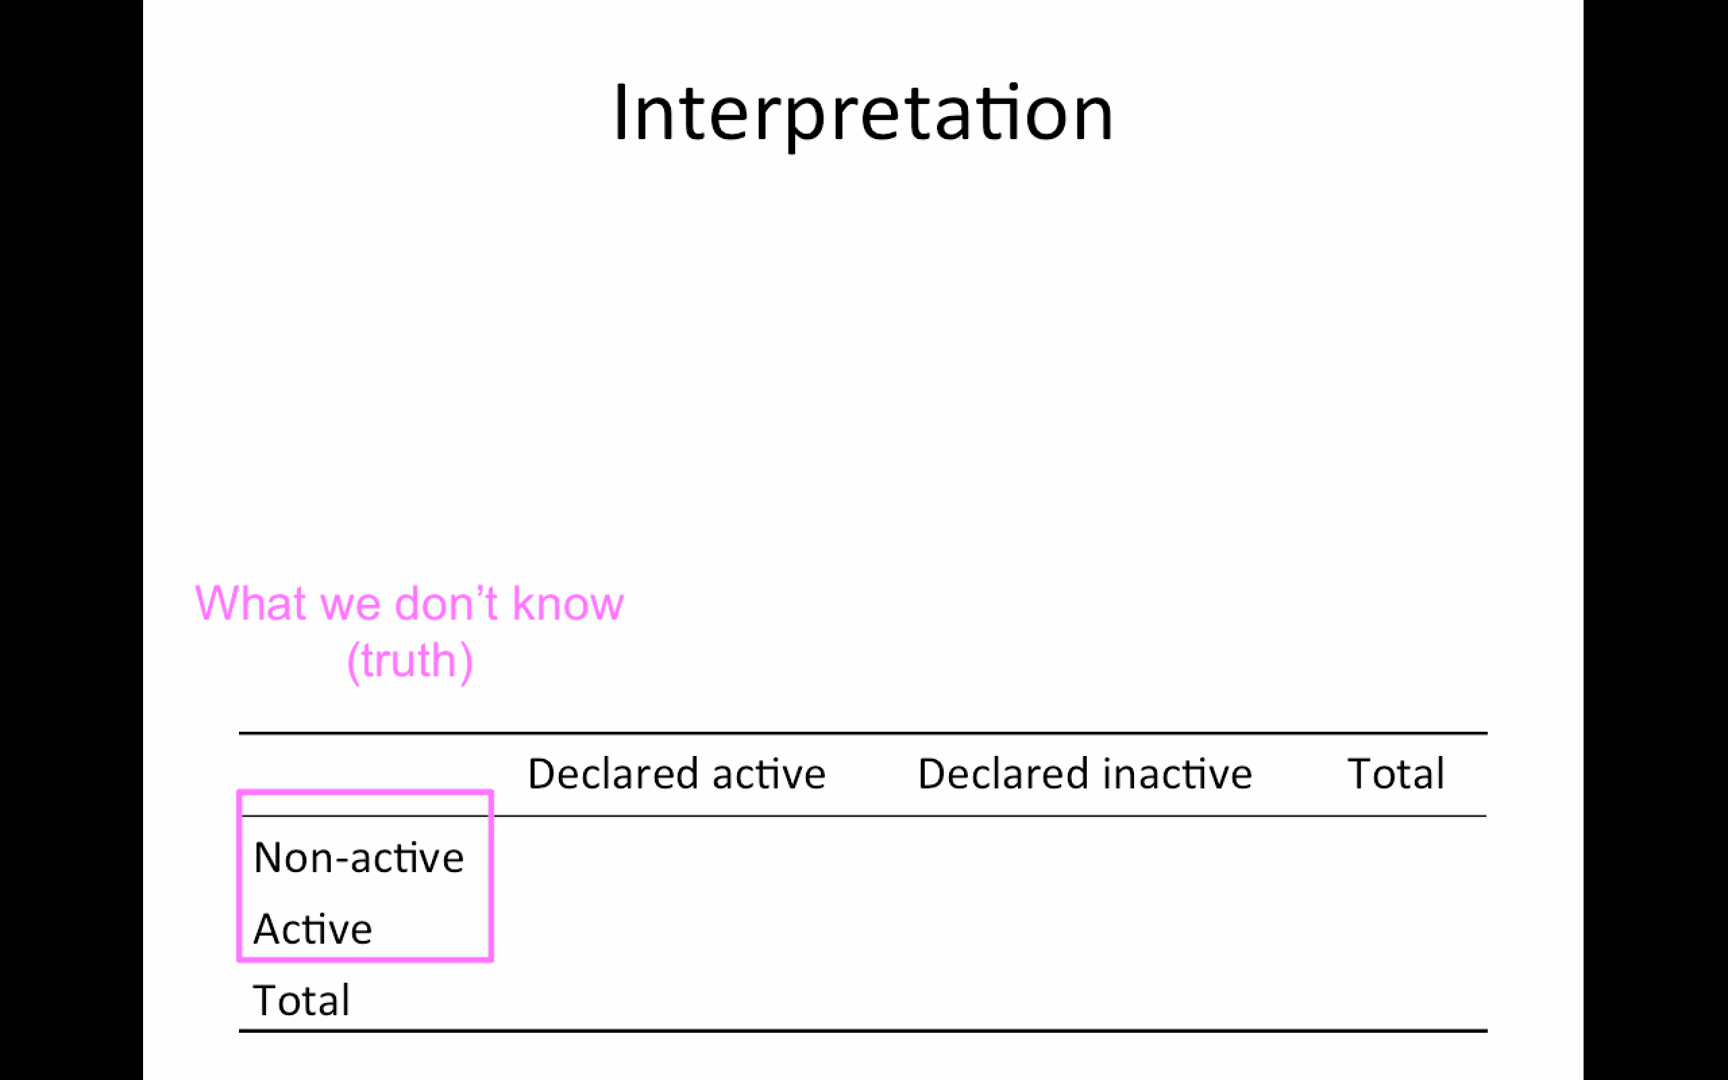 Interpretation
What we don’t know
(truth)
Declared active Declared inactive Total
Non-active
Active
Total